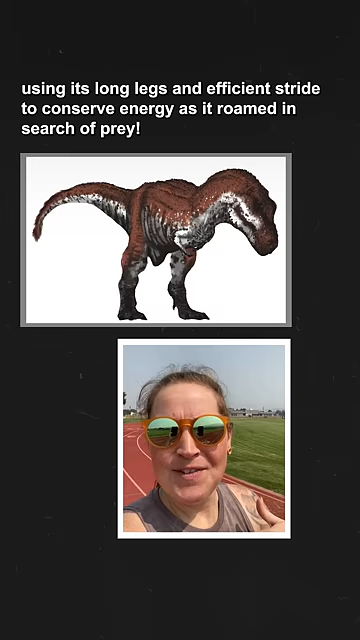 using its long legs and efficient stride
to conserve energy as it roamed in
search of prey!